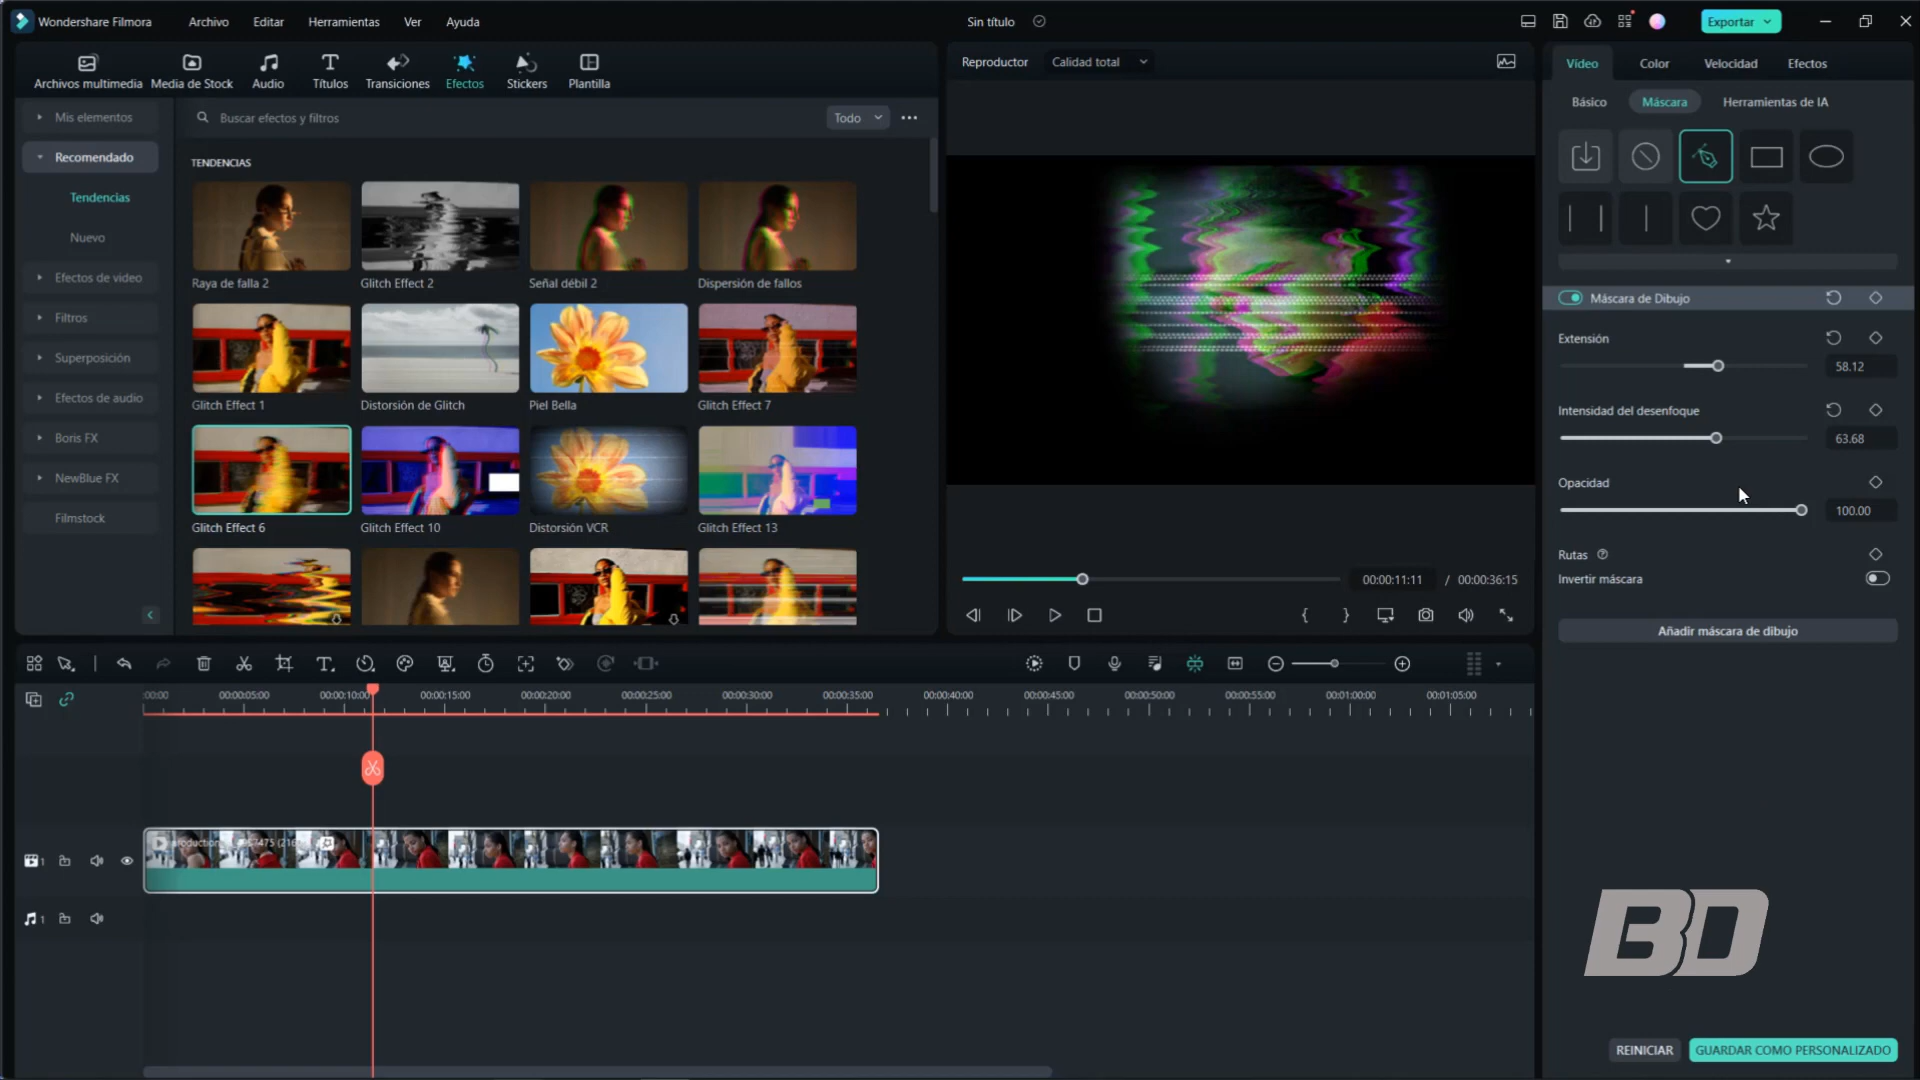 Wondershare Filmora
Archivo
Editar
Herramientas
Ver
Ayuda
Sin título
Exportar
Archivos multimedia
Media de Stock
Audio
Títulos
Transiciones
Efectos
Stickers
Plantilla
Reproductor
Calidad total
Vídeo
Color
Velocidad
Efectos
Básico
Máscara
Herramientas de IA
Mis elementos
Recomendado
Tendencias
Nuevo
Efectos de video
Filtros
Superposición
Efectos de audio
Boris FX
NewBlue FX
Filmstock
Buscar efectos y filtros
Todo
TENDENCIAS
Raya de falla 2
Glitch Effect 2
Señal débil 2
Dispersión de fallos
Glitch Effect 1
Distorsión de Glitch
Piel Bella
Glitch Effect 7
Glitch Effect 6
Glitch Effect 10
Distorsión VCR
Glitch Effect 13
00:00:11:11 / 00:00:36:15
Máscara de Dibujo
Extensión
58.12
Intensidad del desenfoque
63.68
Opacidad
100.00
Rutas
Invertir máscara
Añadir máscara de dibujo
:00:00
00:00:05:00
00:00:10:00
00:00:15:00
00:00:20:00
00:00:25:00
00:00:30:00
00:00:35:00
00:00:40:00
00:00:45:00
00:00:50:00
00:00:55:00
00:01:00:00
00:01:05:00
1
1
BD
REINICIAR
GUARDAR COMO PERSONALIZADO